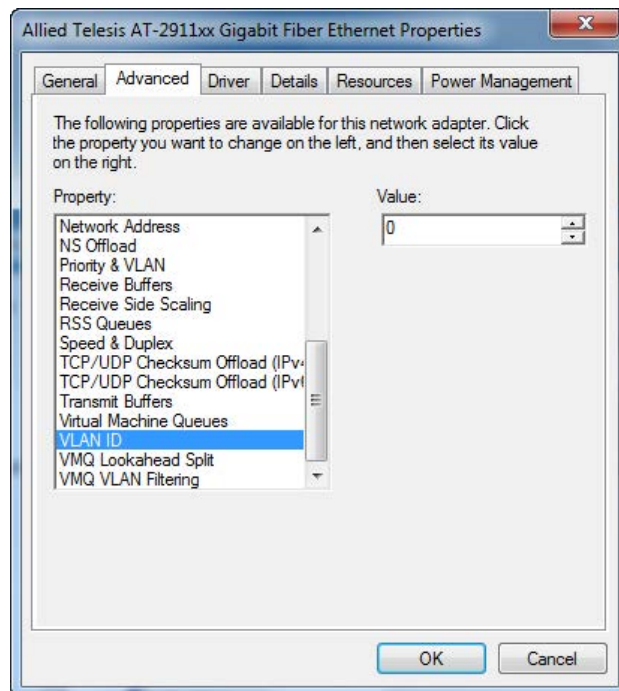 Allied Telesis AT-2911xx Gigabit Fiber Ethernet Properties
General Advanced Driver Details Resources Power Management
The following properties are available for this network adapter. Click
the property you want to change on the left, and then select its value
on the right.
Property:
Value:
Network Address
NS Offload
Priority & VLAN
Receive Buffers
Receive Side Scaling
RSS Queues
Speed & Duplex
TCP/UDP Checksum Offload (IPv4
TCP/UDP Checksum Offload (IPv6
Transmit Buffers
Virtual Machine Queues
VLAN ID
VMQ Lookahead Split
VMQ VLAN Filtering
0
OK
Cancel